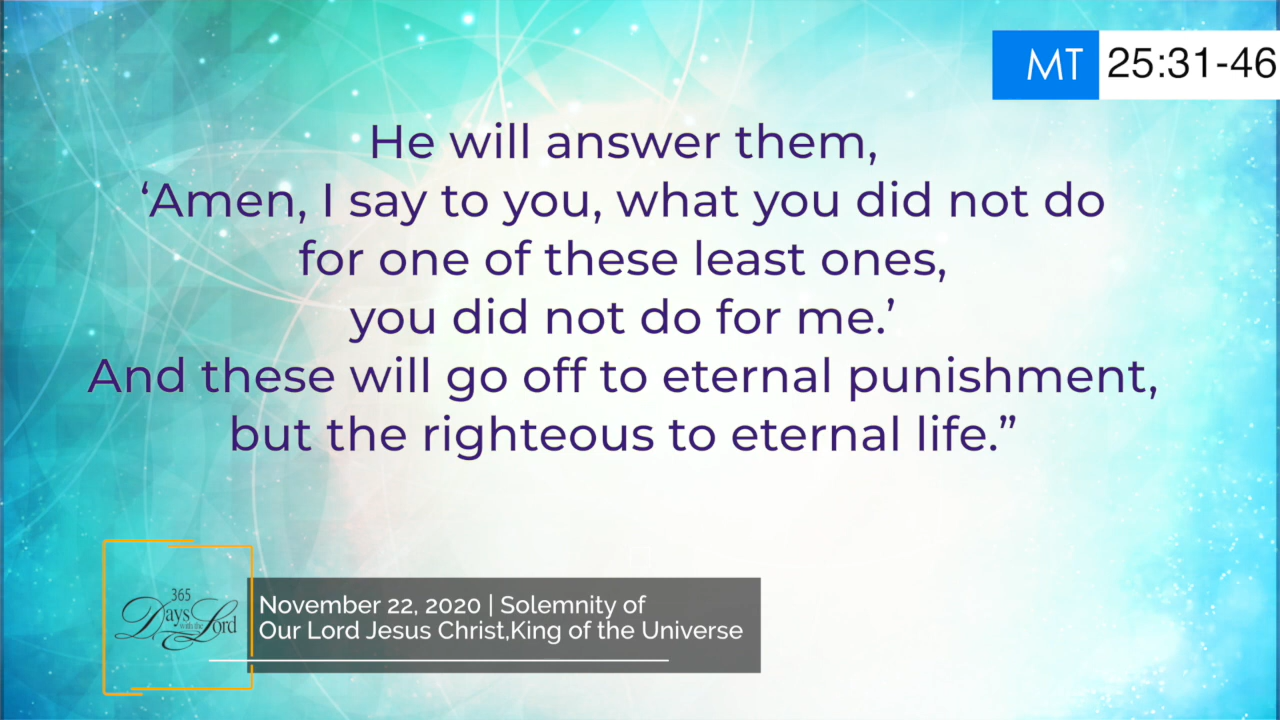 MT 25:31-46
He will answer them,
‘Amen, I say to you, what you did not do
for one of these least ones,
you did not do for me.’
And these will go off to eternal punishment,
but the righteous to eternal life.”
365
Days with the Lord
November 22, 2020 | Solemnity of
Our Lord Jesus Christ,King of the Universe